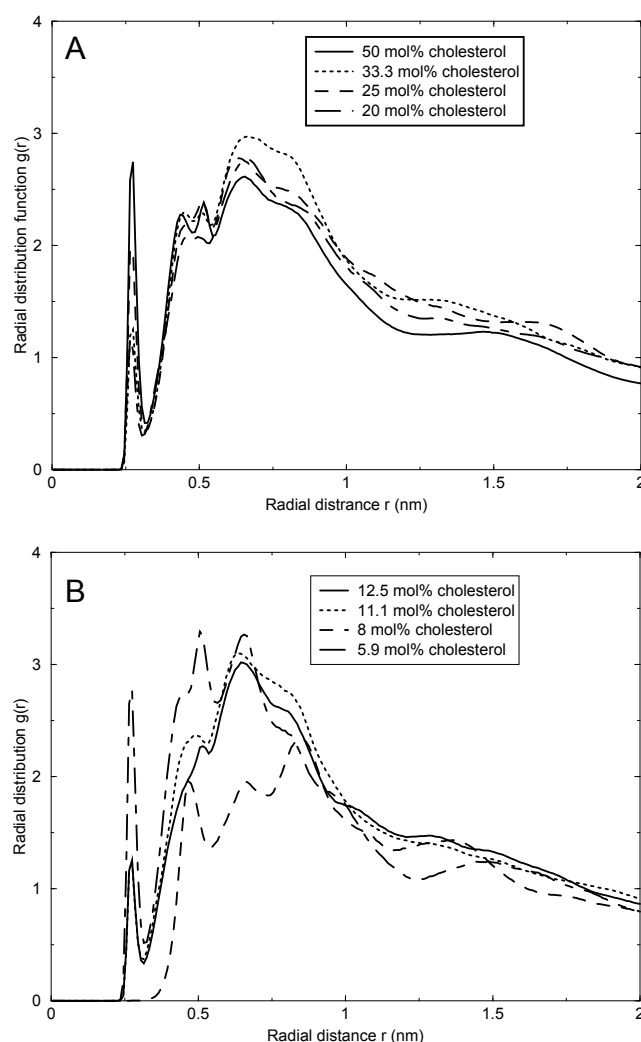 A
50 mol% cholesterol
33.3 mol% cholesterol
25 mol% cholesterol
20 mol% cholesterol
Radial distribution function g(r)
4
3
2
1
0
0
0.5
1
1.5
2
Radial distrance r (nm)
B
12.5 mol% cholesterol
11.1 mol% cholesterol
8 mol% cholesterol
5.9 mol% cholesterol
Radial distribution function g(r)
4
3
2
1
0
0
0.5
1
1.5
2
Radial distance r (nm)